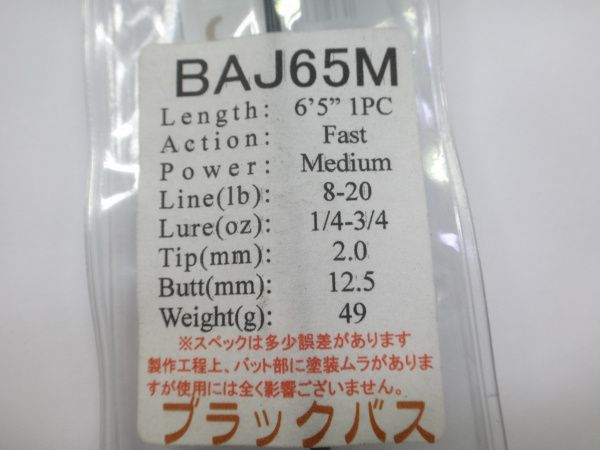 BAJ65M
Length: 6’5” 1PC
Action: Fast
Power: Medium
Line(lb): 8-20
Lure(oz): 1/4-3/4
Tip(mm): 2.0
Butt(mm): 12.5
Weight(g): 49
※スペックは多少誤差があります
製作工程上、バット部に塗装ムラがありま
すが使用には全く影響ございません。
ブラックバス